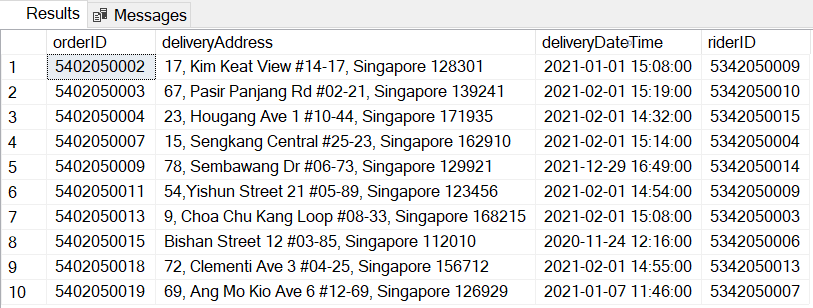 Results Messages
orderID deliveryAddress deliveryDateTime riderID
1 5402050002 17, Kim Keat View #14-17, Singapore 128301 2021-01-01 15:08:00 5342050009
2 5402050003 67, Pasir Panjang Rd #02-21, Singapore 139241 2021-02-01 15:19:00 5342050010
3 5402050004 23, Hougang Ave 1 #10-44, Singapore 171935 2021-02-01 14:32:00 5342050015
4 5402050007 15, Sengkang Central #25-23, Singapore 162910 2021-02-01 15:14:00 5342050004
5 5402050009 78, Sembawang Dr #06-73, Singapore 129921 2021-12-29 16:49:00 5342050014
6 5402050011 54,Yishun Street 21 #05-89, Singapore 123456 2021-02-01 14:54:00 5342050009
7 5402050013 9, Choa Chu Kang Loop #08-33, Singapore 168215 2021-02-01 15:08:00 5342050003
8 5402050015 Bishan Street 12 #03-85, Singapore 112010 2020-11-24 12:16:00 5342050006
9 5402050018 72, Clementi Ave 3 #04-25, Singapore 156712 2021-02-01 14:55:00 5342050013
10 5402050019 69, Ang Mo Kio Ave 6 #12-69, Singapore 126929 2021-01-07 11:46:00 5342050007